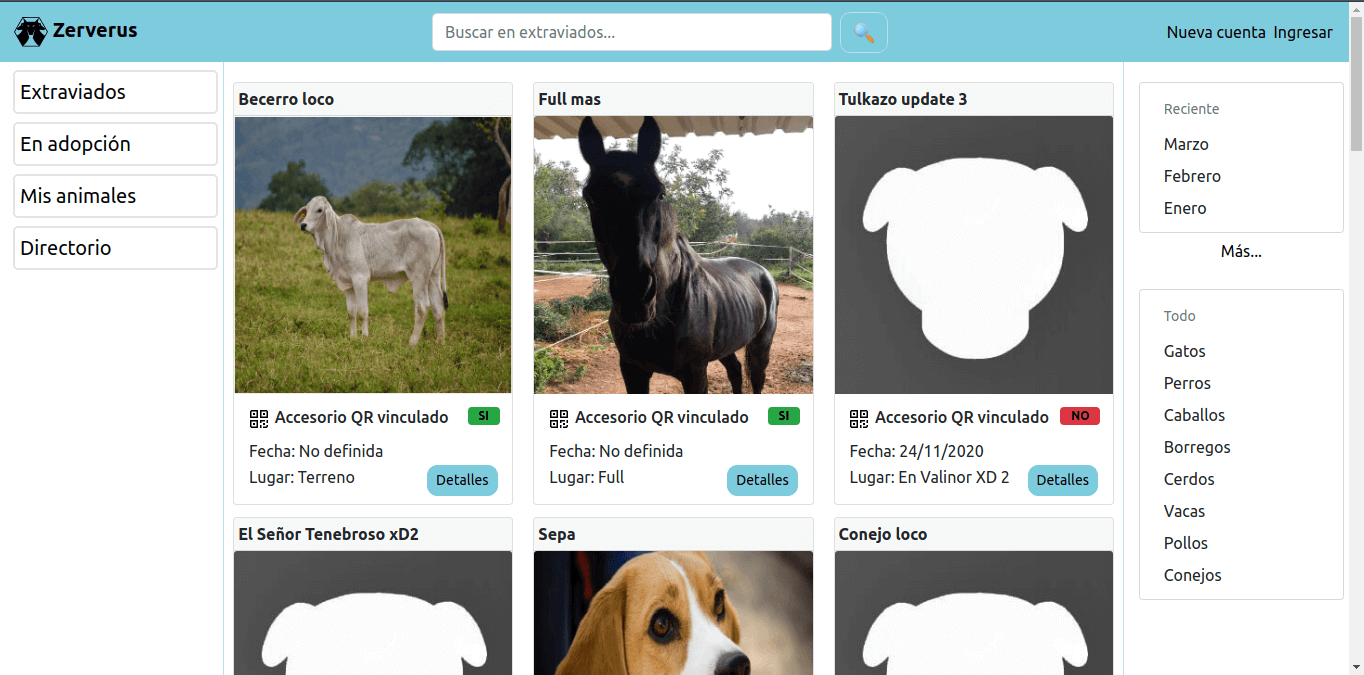 Zerverus
Buscar en extraviados...
Nueva cuenta Ingresar
Extraviados
En adopción
Mis animales
Directorio
Becerro loco
Accesorio QR vinculado SI
Fecha: No definida
Lugar: Terreno
Detalles
Full mas
Accesorio QR vinculado SI
Fecha: No definida
Lugar: Full
Detalles
Tulkazo update 3
Accesorio QR vinculado NO
Fecha: 24/11/2020
Lugar: En Valinor XD 2
Detalles
El Señor Tenebroso xD2
Sepa
Conejo loco
Reciente
Marzo
Febrero
Enero
Más...
Todo
Gatos
Perros
Caballos
Borregos
Cerdos
Vacas
Pollos
Conejos